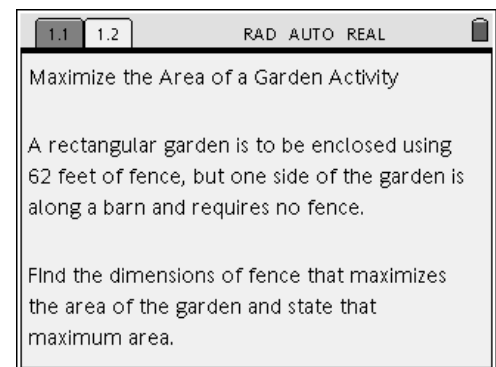 1.1 1.2 RAD AUTO REAL
Maximize the Area of a Garden Activity
A rectangular garden is to be enclosed using
62 feet of fence, but one side of the garden is
along a barn and requires no fence.
FInd the dimensions of fence that maximizes
the area of the garden and state that
maximum area.